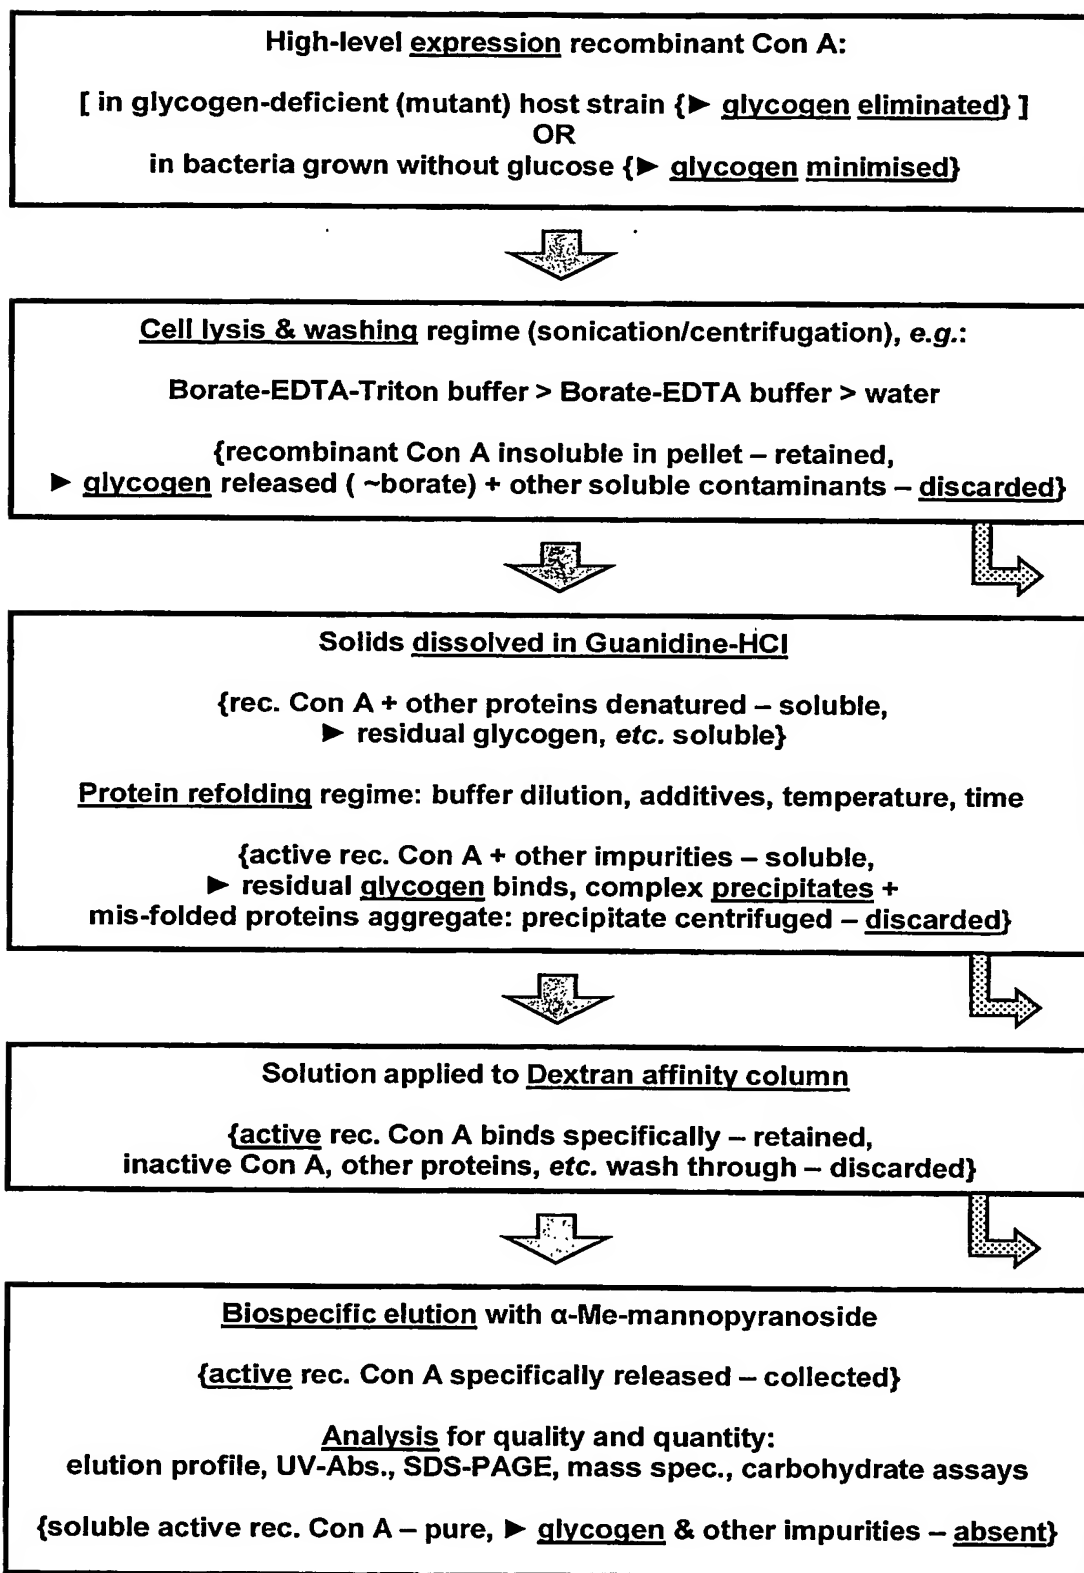 High-level expression recombinant Con A:
[ in glycogen-deficient (mutant) host strain {► glycogen eliminated} ]
OR
in bacteria grown without glucose {► glycogen minimised}
Cell lysis & washing regime (sonication/centrifugation), e.g.:
Borate-EDTA-Triton buffer > Borate-EDTA buffer > water
{recombinant Con A insoluble in pellet – retained,
► glycogen released ( ~borate) + other soluble contaminants – discarded}
Solids dissolved in Guanidine-HCl
{rec. Con A + other proteins denatured – soluble,
► residual glycogen, etc. soluble}
Protein refolding regime: buffer dilution, additives, temperature, time
{active rec. Con A + other impurities – soluble,
► residual glycogen binds, complex precipitates +
mis-folded proteins aggregate: precipitate centrifuged – discarded}
Solution applied to Dextran affinity column
{active rec. Con A binds specifically – retained,
inactive Con A, other proteins, etc. wash through – discarded}
Biospecific elution with α-Me-mannopyranoside
{active rec. Con A specifically released – collected}
Analysis for quality and quantity:
elution profile, UV-Abs., SDS-PAGE, mass spec., carbohydrate assays
{soluble active rec. Con A – pure, ► glycogen & other impurities – absent}